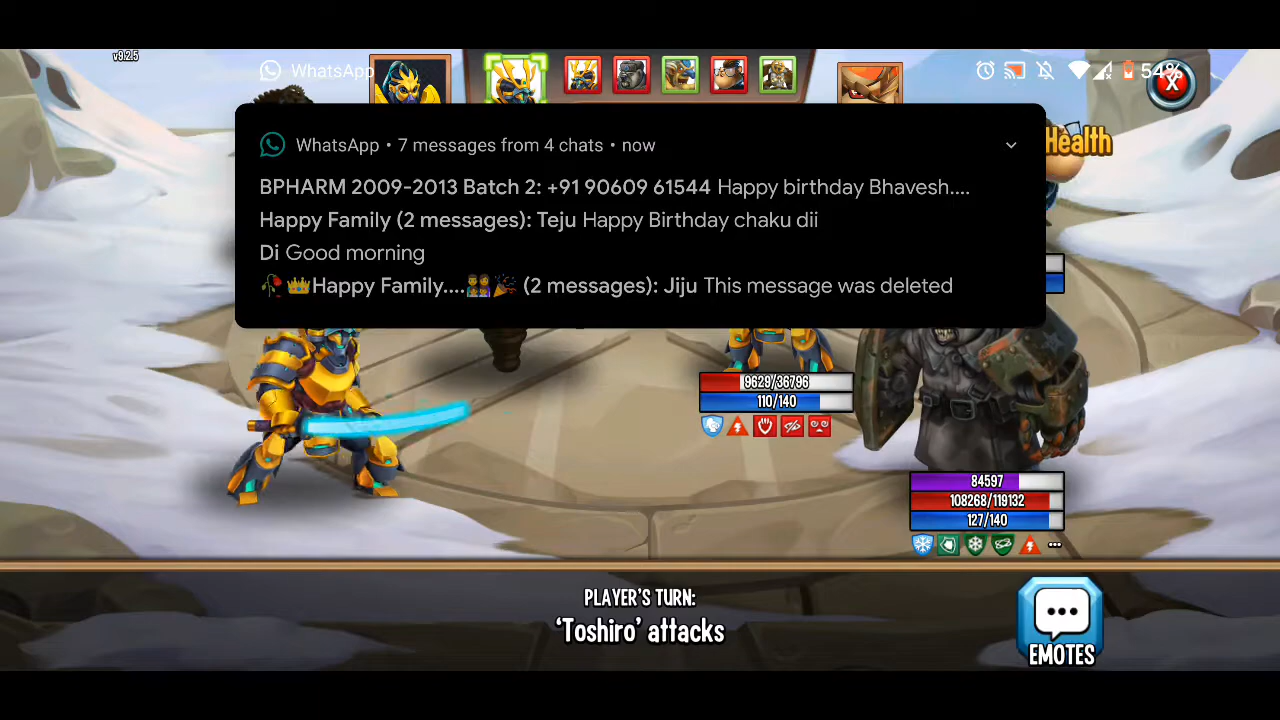 v9.2.5
WhatsApp
54%
X
Health
WhatsApp • 7 messages from 4 chats • now
BPHARM 2009-2013 Batch 2: +91 90609 61544 Happy birthday Bhavesh....
Happy Family (2 messages): Teju Happy Birthday chaku dii
Di Good morning
🥀👑Happy Family....👨‍👩‍👧‍👦🎉 (2 messages): Jiju This message was deleted
9629/36796
110/140
84597
108268/119132
127/140
PLAYER'S TURN:
'Toshiro' attacks
EMOTES